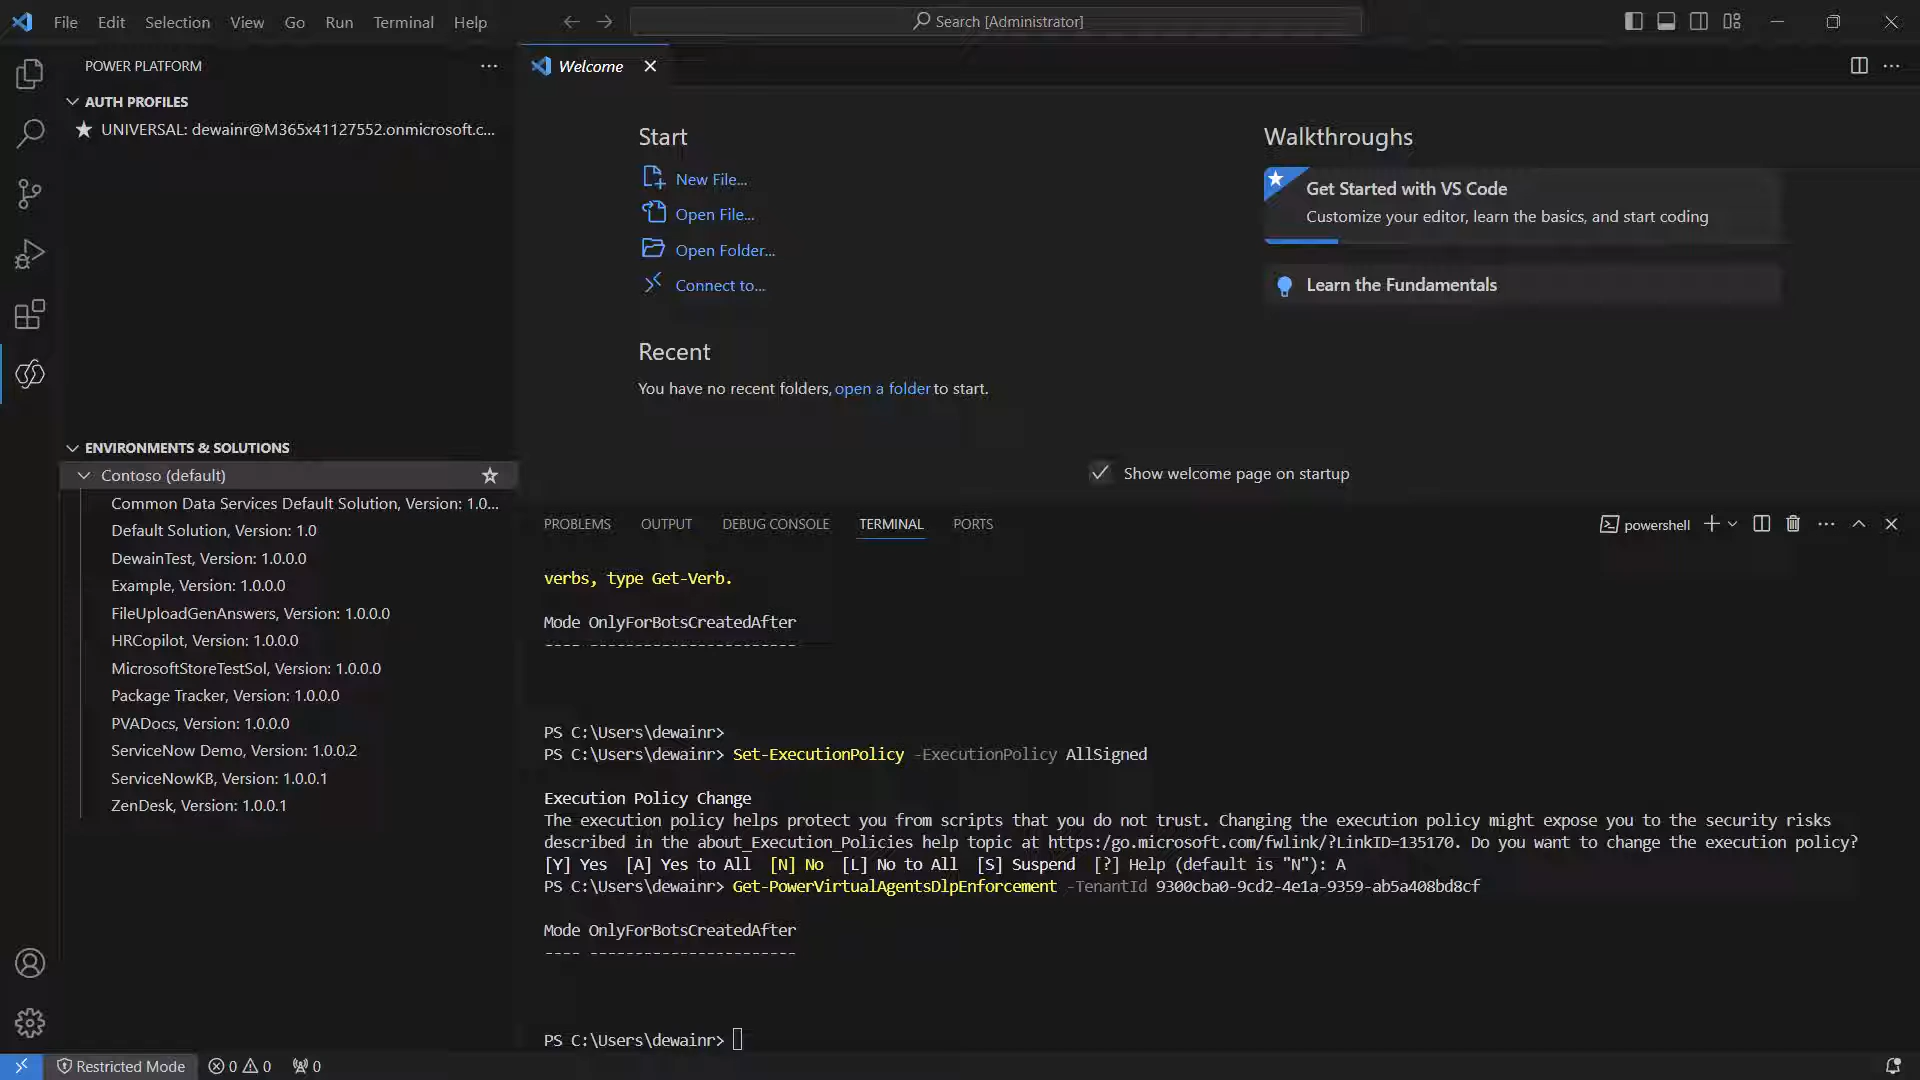 File Edit Selection View Go Run Terminal Help
Search [Administrator]
POWER PLATFORM
AUTH PROFILES
UNIVERSAL: dewainr@M365x41127552.onmicrosoft.c...
ENVIRONMENTS & SOLUTIONS
Contoso (default)
Common Data Services Default Solution, Version: 1.0...
Default Solution, Version: 1.0
DewainTest, Version: 1.0.0.0
Example, Version: 1.0.0.0
FileUploadGenAnswers, Version: 1.0.0.0
HRCopilot, Version: 1.0.0.0
MicrosoftStoreTestSol, Version: 1.0.0.0
Package Tracker, Version: 1.0.0.0
PVADocs, Version: 1.0.0.0
ServiceNow Demo, Version: 1.0.0.2
ServiceNowKB, Version: 1.0.0.1
ZenDesk, Version: 1.0.0.1
Welcome
Start
New File...
Open File...
Open Folder...
Connect to...
Recent
You have no recent folders, open a folder to start.
Walkthroughs
Get Started with VS Code
Customize your editor, learn the basics, and start coding
Learn the Fundamentals
Show welcome page on startup
PROBLEMS OUTPUT DEBUG CONSOLE TERMINAL PORTS
powershell
verbs, type Get-Verb.
Mode OnlyForBotsCreatedAfter
---- -----------------------
PS C:\Users\dewainr>
PS C:\Users\dewainr> Set-ExecutionPolicy -ExecutionPolicy AllSigned
Execution Policy Change
The execution policy helps protect you from scripts that you do not trust. Changing the execution policy might expose you to the security risks
described in the about_Execution_Policies help topic at https:/go.microsoft.com/fwlink/?LinkID=135170. Do you want to change the execution policy?
[Y] Yes [A] Yes to All [N] No [L] No to All [S] Suspend [?] Help (default is "N"): A
PS C:\Users\dewainr> Get-PowerVirtualAgentsDlpEnforcement -TenantId 9300cba0-9cd2-4e1a-9359-ab5a408bd8cf
Mode OnlyForBotsCreatedAfter
---- -----------------------
PS C:\Users\dewainr>
Restricted Mode 0 0 0